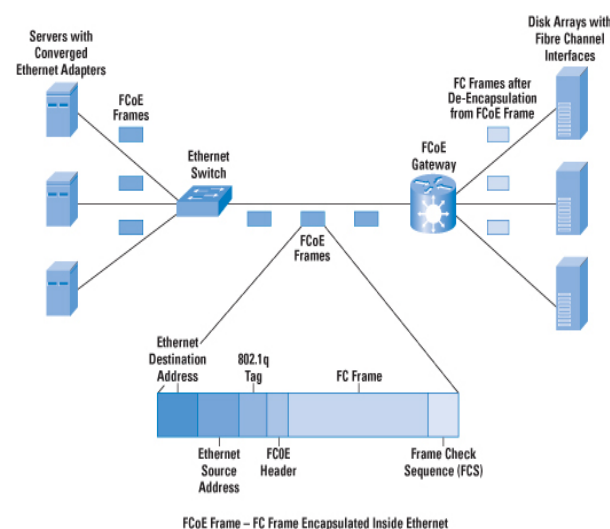 Servers with
Converged
Ethernet Adapters
FCoE
Frames
Ethernet
Switch
FCoE
Frames
FCoE
Gateway
FC Frames after
De-Encapsulation
from FCoE Frame
Disk Arrays with
Fibre Channel
Interfaces
Ethernet
Destination
Address
802.1q
Tag
FC Frame
Ethernet
Source
Address
FCOE
Header
Frame Check
Sequence (FCS)
FCoE Frame – FC Frame Encapsulated Inside Ethernet